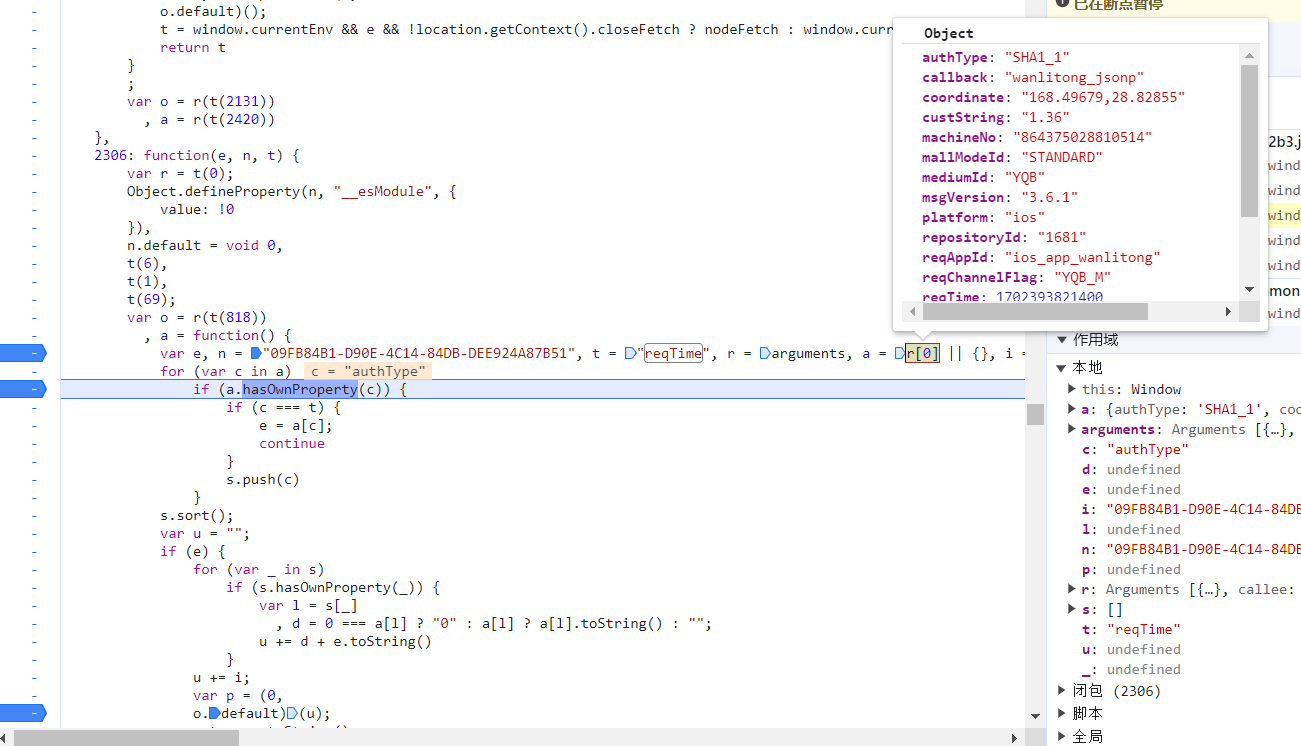 o.default)();
t = window.currentEnv && e && !location.getContext().closeFetch ? nodeFetch : window.curr
return t
}
;
var o = r(t(2131))
, a = r(t(2420))
},
2306: function(e, n, t) {
var r = t(0);
Object.defineProperty(n, "__esModule", {
value: !0
}),
n.default = void 0,
t(6),
t(1),
t(69);
var o = r(t(818))
, a = function() {
var e, n = "09FB84B1-D90E-4C14-84DB-DEE924A87B51", t = "reqTime", r = arguments, a = r[0] || {}, i =
for (var c in a) c = "authType"
if (a.hasOwnProperty(c)) {
if (c === t) {
e = a[c];
continue
}
s.push(c)
}
s.sort();
var u = "";
if (e) {
for (var _ in s)
if (s.hasOwnProperty(_)) {
var l = s[_]
, d = 0 === a[l] ? "0" : a[l] ? a[l].toString() : "";
u += d + e.toString()
}
u += i;
var p = (0,
o.default)(u);
Object
authType: "SHA1_1"
callback: "wanlitong_jsonp"
coordinate: "168.49679,28.82855"
custString: "1.36"
machineNo: "864375028810514"
mallModeId: "STANDARD"
mediumId: "YQB"
msgVersion: "3.6.1"
platform: "ios"
repositoryId: "1681"
reqAppId: "ios_app_wanlitong"
reqChannelFlag: "YQB_M"
reqTime: 1702393821400
已在断点暂停
2b3.j
wind
wind
wind
wind
wind
mon
wind
作用域
本地
this: Window
a: {authType: 'SHA1_1', coo
arguments: Arguments [{…},
c: "authType"
d: undefined
e: undefined
i: "09FB84B1-D90E-4C14-84DB
l: undefined
n: "09FB84B1-D90E-4C14-84DB
p: undefined
r: Arguments [{…}, callee:
s: []
t: "reqTime"
u: undefined
_: undefined
闭包 (2306)
脚本
全局